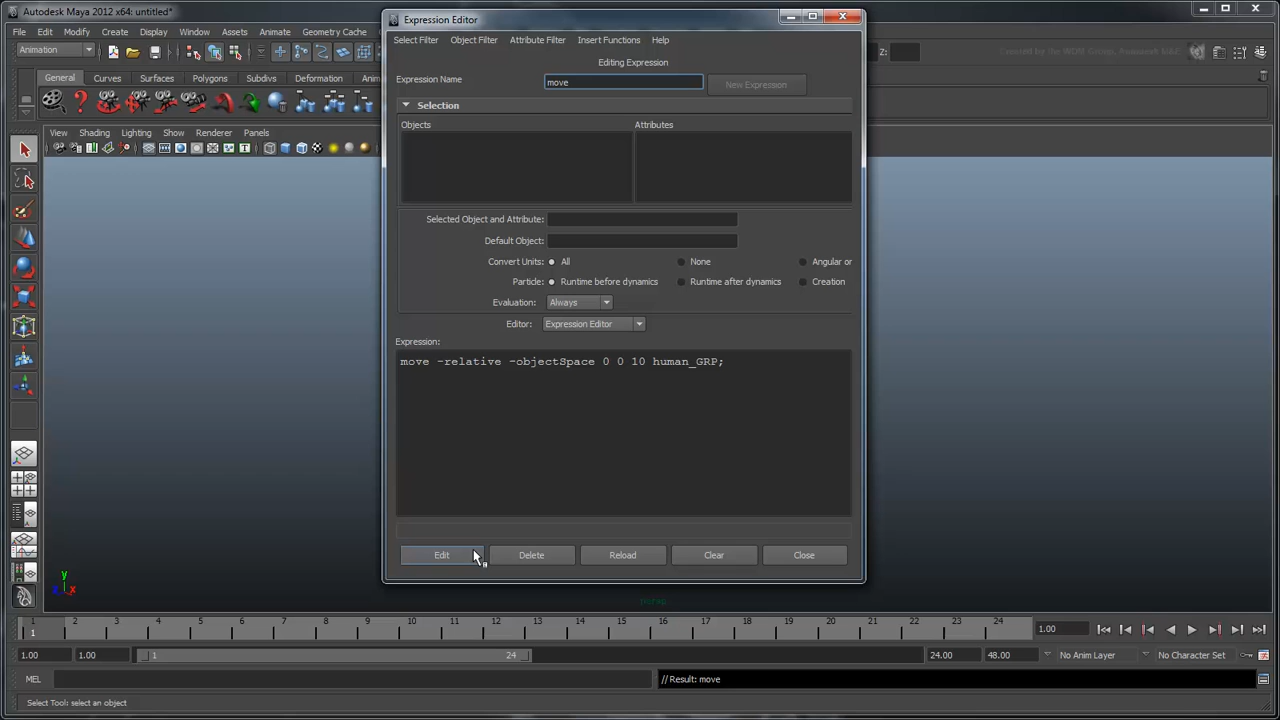 Autodesk Maya 2012 x64: untitled*
File Edit Modify Create Display Window Assets Animate Geometry Cache
Animation
Z:
General Curves Surfaces Polygons Subdivs Deformation
View Shading Lighting Show Renderer Panels
Expression Editor
Select Filter Object Filter Attribute Filter Insert Functions Help
Editing Expression
Expression Name move New Expression
Selection
Objects Attributes
Selected Object and Attribute:
Default Object:
Convert Units: All None Angular or
Particle: Runtime before dynamics Runtime after dynamics Creation
Evaluation: Always
Editor: Expression Editor
Expression:
move -relative -objectSpace 0 0 10 human_GRP;
Edit Delete Reload Clear Close
y
z x
persp
1 2 3 4 5 6 7 8 9 10 11 12 13 14 15 16 17 18 19 20 21 22 23 24
1 1.00
1.00 1.00 1 24 24.00 48.00 No Anim Layer No Character Set
MEL // Result: move
Select Tool: select an object